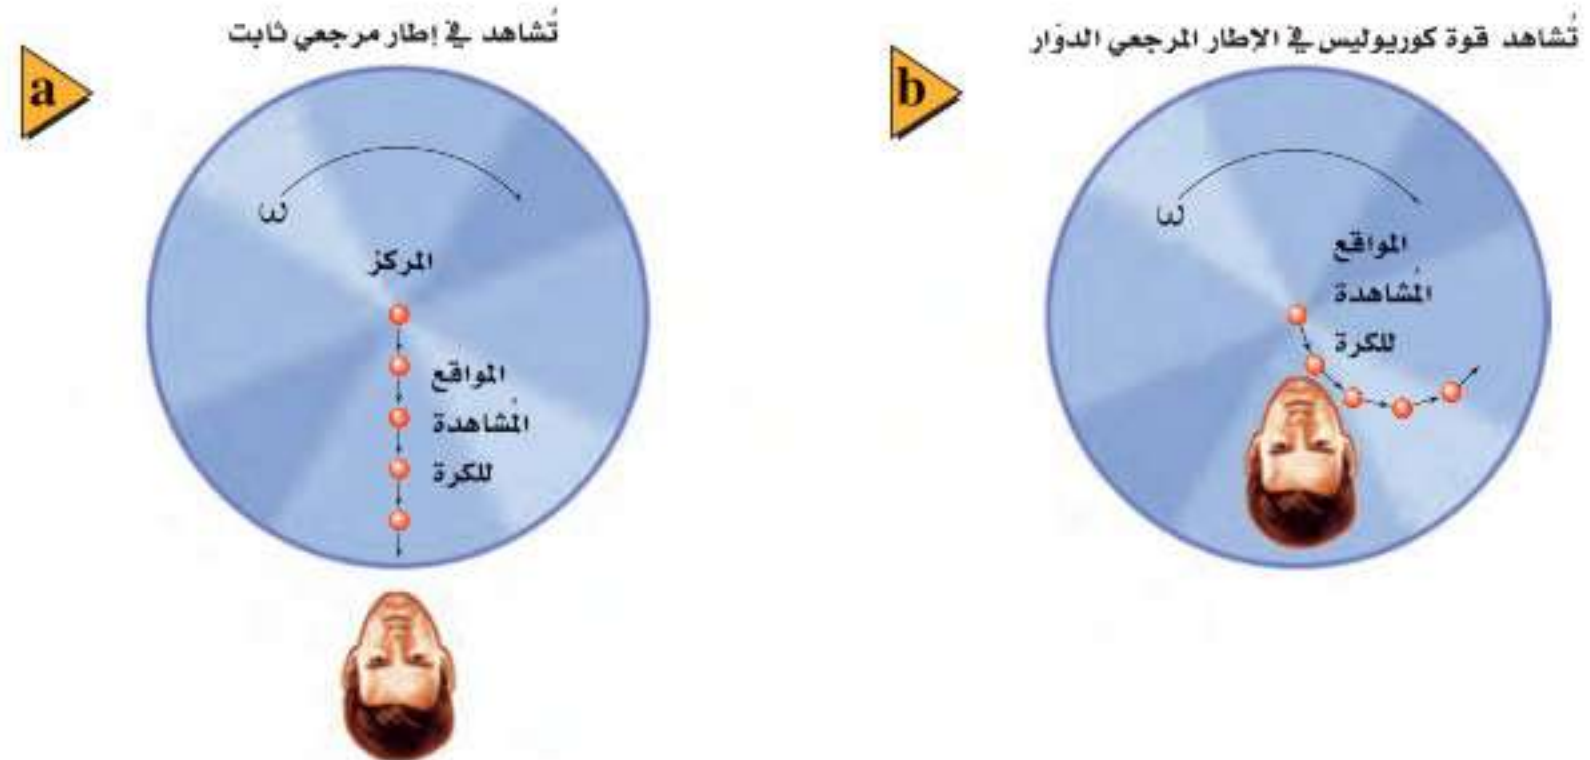 تُشاهد قوة كوريوليس في الإطار المرجعي الدوّار
b
ω
المواقع
المُشاهدة
للكرة
تُشاهد في إطار مرجعي ثابت
a
ω
المركز
المواقع
المُشاهدة
للكرة